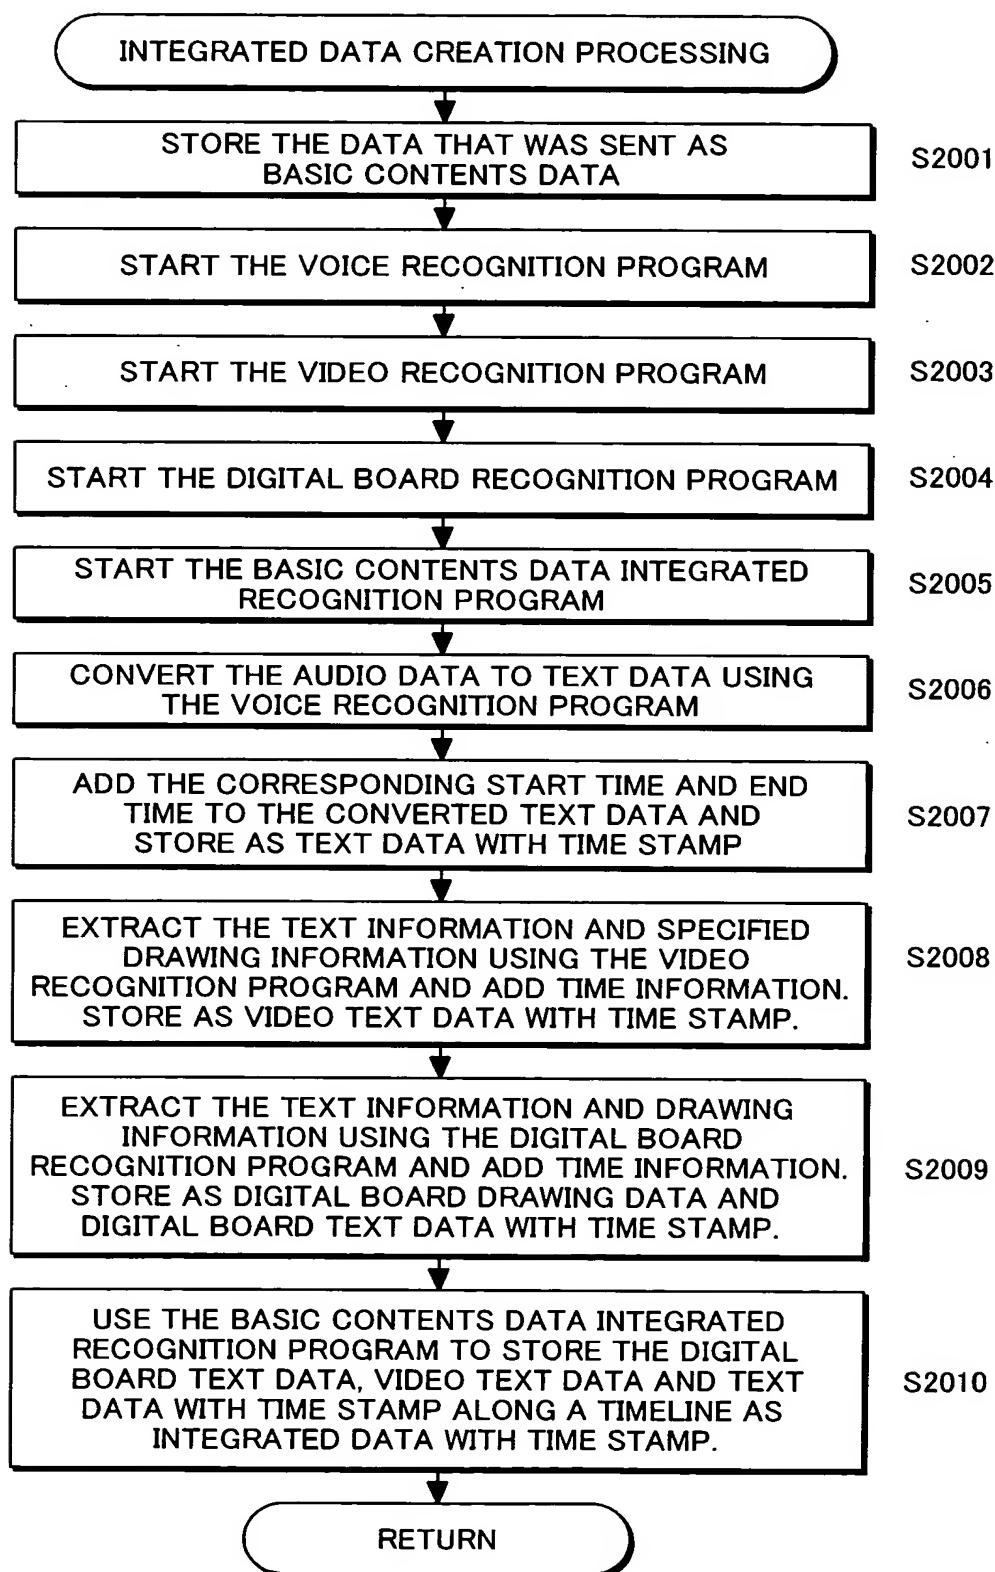 INTEGRATED DATA CREATION PROCESSING
STORE THE DATA THAT WAS SENT AS
BASIC CONTENTS DATA
S2001
START THE VOICE RECOGNITION PROGRAM
S2002
START THE VIDEO RECOGNITION PROGRAM
S2003
START THE DIGITAL BOARD RECOGNITION PROGRAM
S2004
START THE BASIC CONTENTS DATA INTEGRATED
RECOGNITION PROGRAM
S2005
CONVERT THE AUDIO DATA TO TEXT DATA USING
THE VOICE RECOGNITION PROGRAM
S2006
ADD THE CORRESPONDING START TIME AND END
TIME TO THE CONVERTED TEXT DATA AND
STORE AS TEXT DATA WITH TIME STAMP
S2007
EXTRACT THE TEXT INFORMATION AND SPECIFIED
DRAWING INFORMATION USING THE VIDEO
RECOGNITION PROGRAM AND ADD TIME INFORMATION.
STORE AS VIDEO TEXT DATA WITH TIME STAMP.
S2008
EXTRACT THE TEXT INFORMATION AND DRAWING
INFORMATION USING THE DIGITAL BOARD
RECOGNITION PROGRAM AND ADD TIME INFORMATION.
STORE AS DIGITAL BOARD DRAWING DATA AND
DIGITAL BOARD TEXT DATA WITH TIME STAMP.
S2009
USE THE BASIC CONTENTS DATA INTEGRATED
RECOGNITION PROGRAM TO STORE THE DIGITAL
BOARD TEXT DATA, VIDEO TEXT DATA AND TEXT
DATA WITH TIME STAMP ALONG A TIMELINE AS
INTEGRATED DATA WITH TIME STAMP.
S2010
RETURN